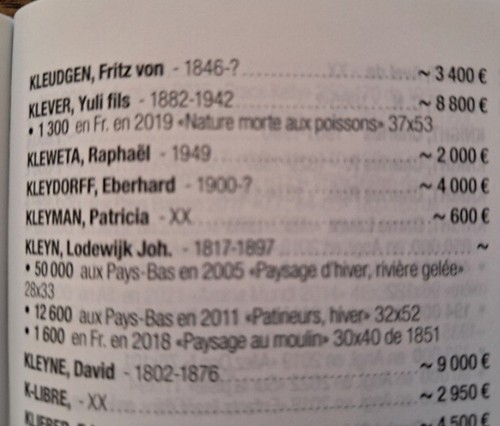 KLEUDGEN, Fritz von - 1846-?........................~ 3 400 €
KLEVER, Yuli fils - 1882-1942........................~ 8 800 €
• 1 300 en Fr. en 2019 «Nature morte aux poissons» 37x53
KLEWETA, Raphaël - 1949........................~ 2 000 €
KLEYDORFF, Eberhard - 1900-?........................~ 4 000 €
KLEYMAN, Patricia - XX........................~ 600 €
KLEYN, Lodewijk Joh. - 1817-1897........................~
• 50 000 aux Pays-Bas en 2005 «Paysage d'hiver, rivière gelée»
28x33
• 12 600 aux Pays-Bas en 2011 «Patineurs, hiver» 32x52
• 1 600 en Fr. en 2018 «Paysage au moulin» 30x40 de 1851
KLEYNE, David - 1802-1876........................~ 9 000 €
K-LIBRE, - XX........................~ 2 950 €
~ 4 500 €